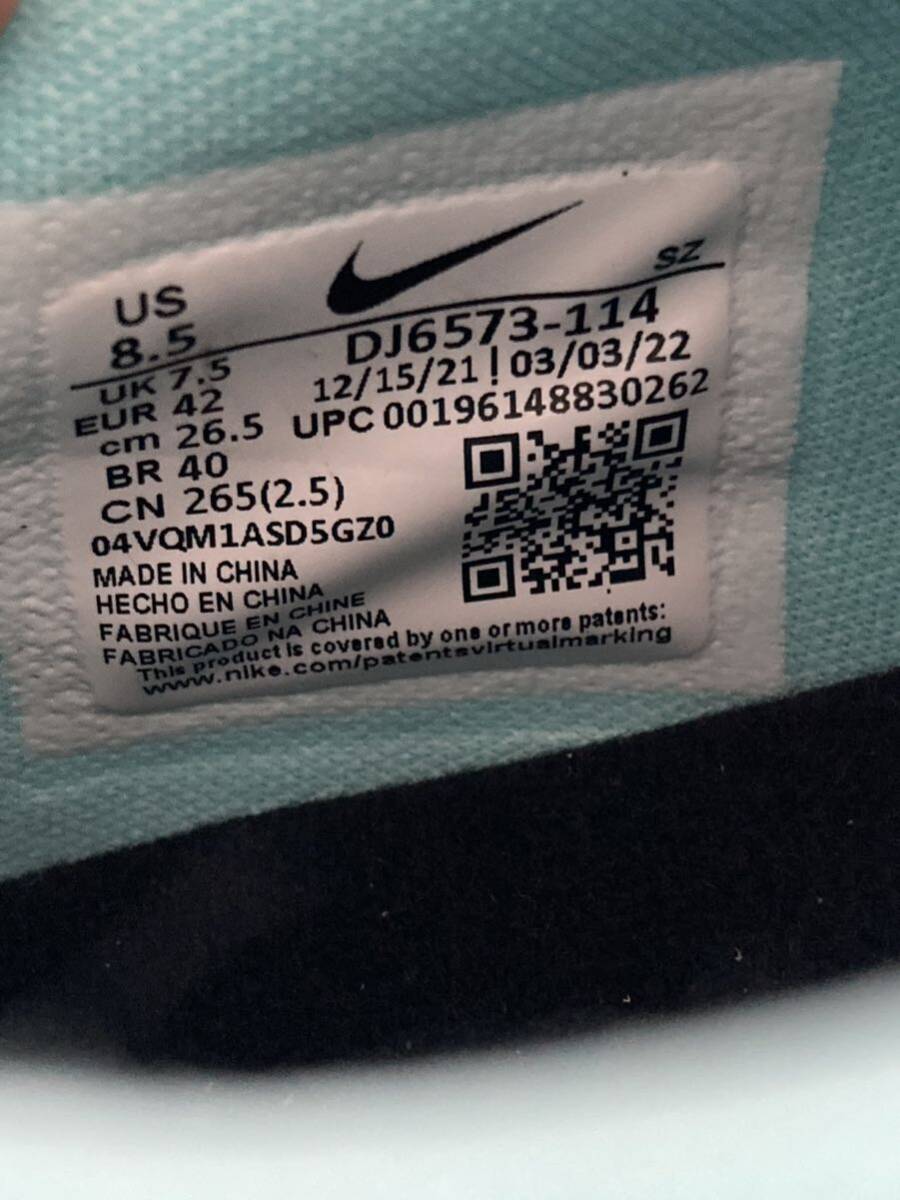 US
8.5
SZ
UK 7.5
DJ6573-114
EUR 42
12/15/21 ! 03/03/22
cm 26.5
UPC 00196148830262
BR 40
CN 265(2.5)
04VQM1ASD5GZ0
MADE IN CHINA
HECHO EN CHINA
FABRIQUE EN CHINE
FABRICADO NA CHINA
This product is covered by one or more patents:
www.nike.com/patentsvirtualmarking